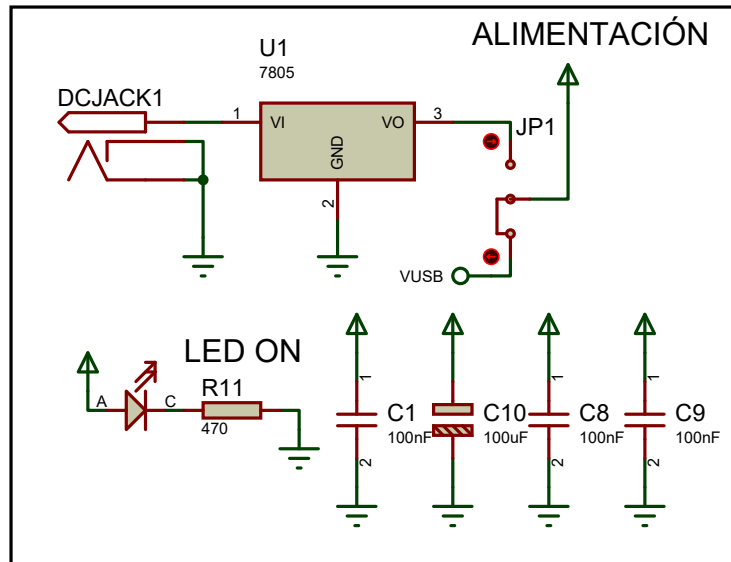 ALIMENTACIÓN
U1
7805
DCJACK1
1
VI
VO
3
GND
2
JP1
VUSB
LED ON
A
C
R11
470
1
C1
100nF
2
C10
100uF
1
C8
100nF
2
1
C9
100nF
2